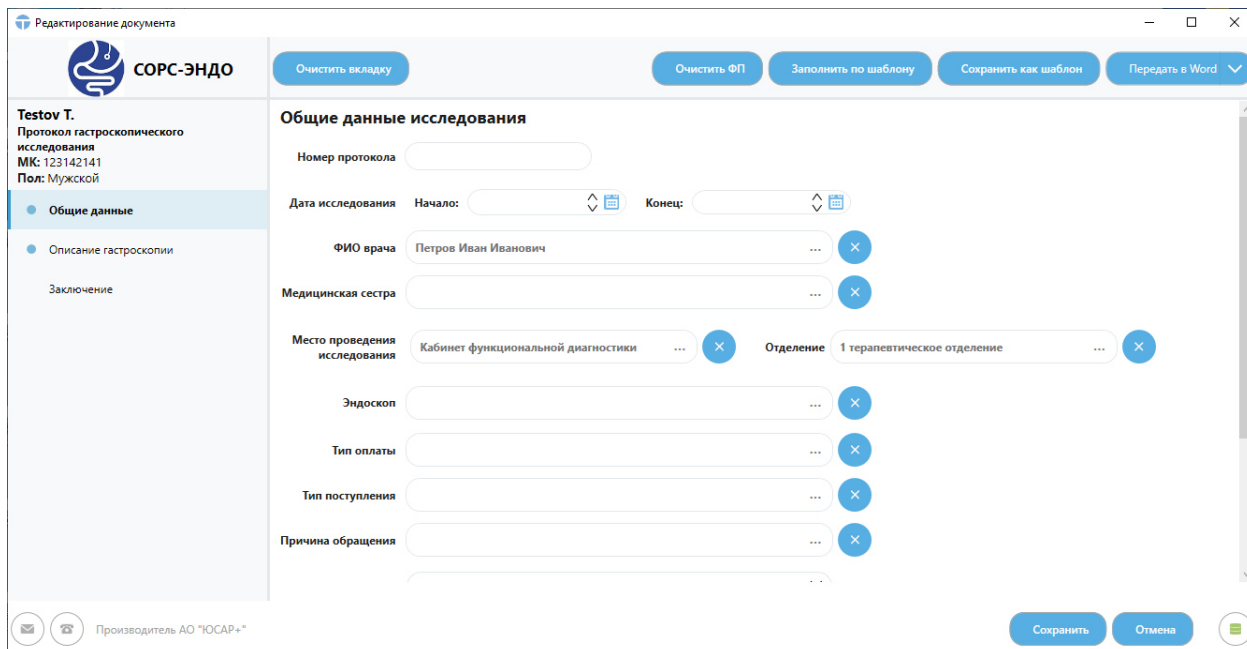 Редактирование документа
СОРС-ЭНДО
Очистить вкладку
Очистить ФП
Заполнить по шаблону
Сохранить как шаблон
Передать в Word
Testov T.
Протокол гастроскопического
исследования
МК: 123142141
Пол: Мужской
Общие данные
Описание гастроскопии
Заключение
Общие данные исследования
Номер протокола
Дата исследования Начало: Конец:
ФИО врача Петров Иван Иванович ...
Медицинская сестра ...
Место проведения
исследования Кабинет функциональной диагностики ... Отделение 1 терапевтическое отделение ...
Эндоскоп ...
Тип оплаты ...
Тип поступления ...
Причина обращения ...
Производитель АО "ЮСАР+"
Сохранить
Отмена